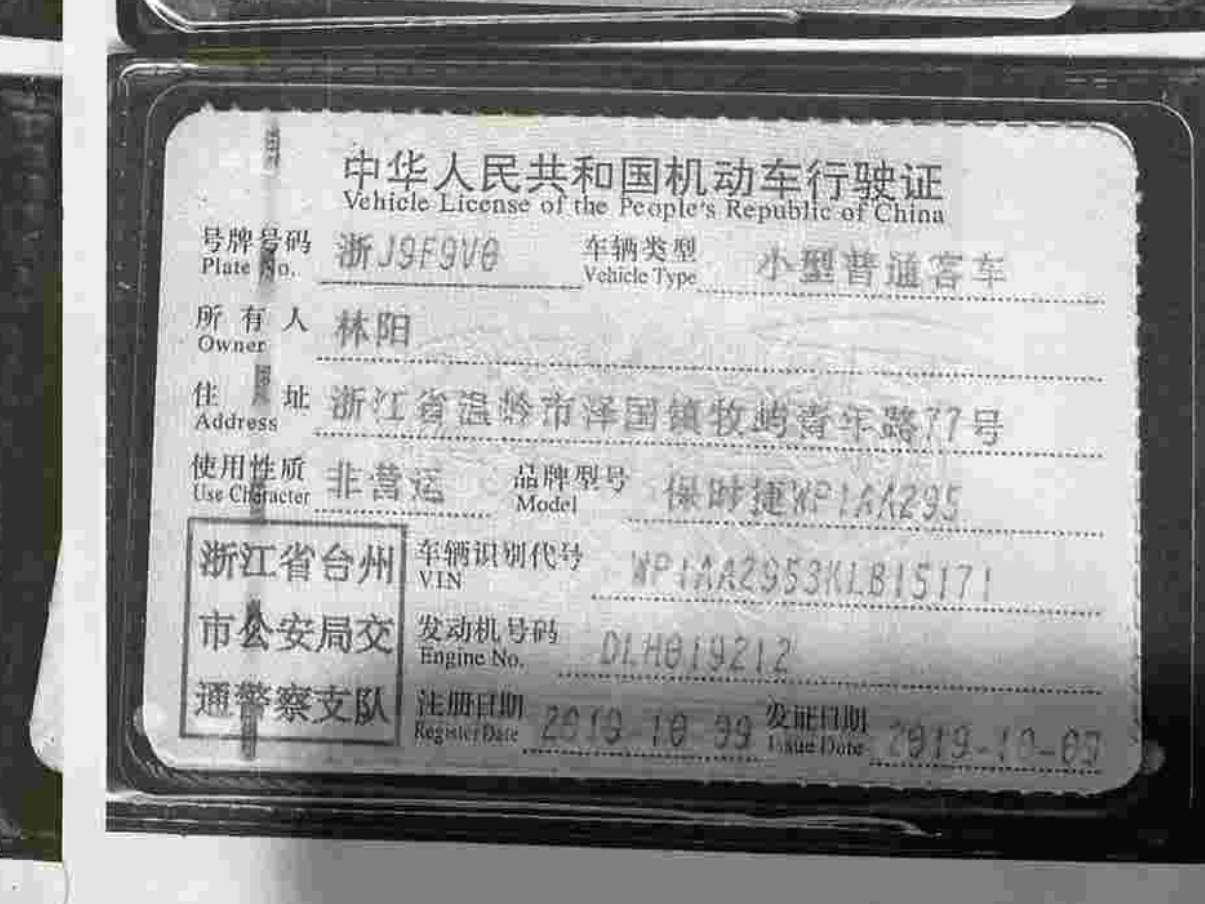 中华人民共和国机动车行驶证
Vehicle License of the People's Republic of China
号牌号码 浙J9F9V0 车辆类型 小型普通客车
Plate No. Vehicle Type
所有人 林阳
Owner
住址 浙江省温岭市泽国镇牧屿青年路77号
Address
使用性质 非营运 品牌型号 保时捷WP1AA295
Use Character Model
浙江省台州 车辆识别代号 WP1AA2953KLB15171
VIN
市公安局交 发动机号码 DLH019212
Engine No.
通警察支队 注册日期 2019-10-09 发证日期 2019-10-09
Register Date Issue Date